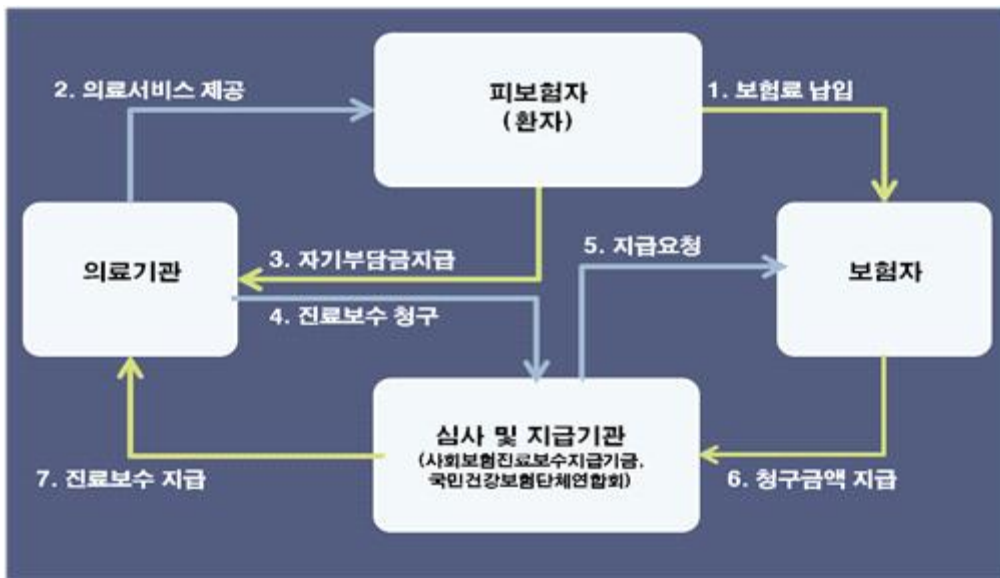 2. 의료서비스 제공
피보험자
(환자)
1. 보험료 납입
의료기관
3. 자기부담금지급
5. 지급요청
보험자
4. 진료보수 청구
심사 및 지급기관
(사회보험진료보수지급기금,
국민건강보험단체연합회)
7. 진료보수 지급
6. 청구금액 지급